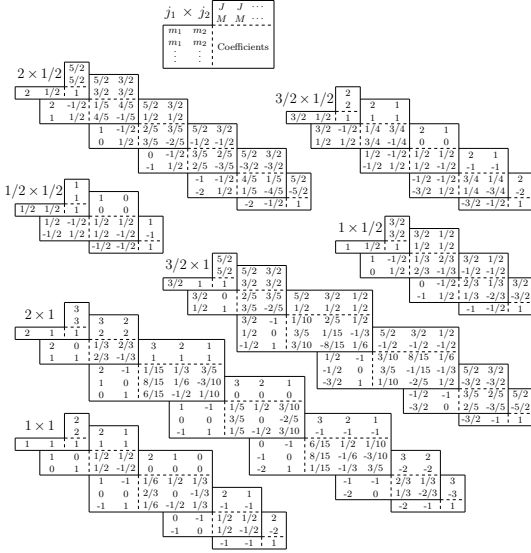 j₁ × j₂ J J ⋯
M M ⋯
m₁ m₂
m₁ m₂ Coefficients
⋮ ⋮
2 × 1/2 5/2
5/2 5/2 3/2
2 1/2 1 3/2 3/2
2 -1/2 1/5 4/5 5/2 3/2
1 1/2 4/5 -1/5 1/2 1/2
1 -1/2 2/5 3/5 5/2 3/2
0 1/2 3/5 -2/5 -1/2 -1/2
0 -1/2 3/5 2/5 5/2 3/2
-1 1/2 2/5 -3/5 -3/2 -3/2
-1 -1/2 4/5 1/5 5/2
-2 1/2 1/5 -4/5 -5/2
-2 -1/2 1
3/2 × 1/2 2
2 2 1
3/2 1/2 1 1 1
3/2 -1/2 1/4 3/4 2 1
1/2 1/2 3/4 -1/4 0 0
1/2 -1/2 1/2 1/2 2 1
-1/2 1/2 1/2 -1/2 -1 -1
-1/2 -1/2 3/4 1/4 2
-3/2 1/2 1/4 -3/4 -2
-3/2 -1/2 1
1/2 × 1/2 1
1 1 0
1/2 1/2 1 0 0
1/2 -1/2 1/2 1/2 1
-1/2 1/2 1/2 -1/2 -1
-1/2 -1/2 1
1 × 1/2 3/2
3/2 3/2 1/2
1 1/2 1 1/2 1/2
1 -1/2 1/3 2/3 3/2 1/2
0 1/2 2/3 -1/3 -1/2 -1/2
0 -1/2 2/3 1/3 3/2
-1 1/2 1/3 -2/3 -3/2
-1 -1/2 1
3/2 × 1 5/2
5/2 5/2 3/2
3/2 1 1 3/2 3/2
3/2 0 2/5 3/5 5/2 3/2 1/2
1/2 1 3/5 -2/5 1/2 1/2 1/2
3/2 -1 1/10 2/5 1/2
1/2 0 3/5 1/15 -1/3 5/2 3/2 1/2
-1/2 1 3/10 -8/15 1/6 -1/2 -1/2 -1/2
1/2 -1 3/10 8/15 1/6
-1/2 0 3/5 -1/15 -1/3 5/2 3/2
-3/2 1 1/10 -2/5 1/2 -3/2 -3/2
-1/2 -1 3/5 2/5 5/2
-3/2 0 2/5 -3/5 -5/2
-3/2 -1 1
2 × 1 3
3 3 2
2 1 1 2 2
2 0 1/3 2/3 3 2 1
1 1 2/3 -1/3 1 1 1
2 -1 1/15 1/3 3/5
1 0 8/15 1/6 -3/10 3 2 1
0 1 6/15 -1/2 1/10 0 0 0
1 -1 1/5 1/2 3/10
0 0 3/5 0 -2/5 3 2 1
-1 1 1/5 -1/2 3/10 -1 -1 -1
0 -1 6/15 1/2 1/10
-1 0 8/15 -1/6 -3/10 3 2
-2 1 1/15 -1/3 3/5 -2 -2
-1 -1 2/3 1/3 3
-2 0 1/3 -2/3 -3
-2 -1 1
1 × 1 2
2 2 1
1 1 1 1 1
1 0 1/2 1/2 2 1 0
0 1 1/2 -1/2 0 0 0
1 -1 1/6 1/2 1/3
0 0 2/3 0 -1/3 2 1
-1 1 1/6 -1/2 1/3 -1 -1
0 -1 1/2 1/2 2
-1 0 1/2 -1/2 -2
-1 -1 1